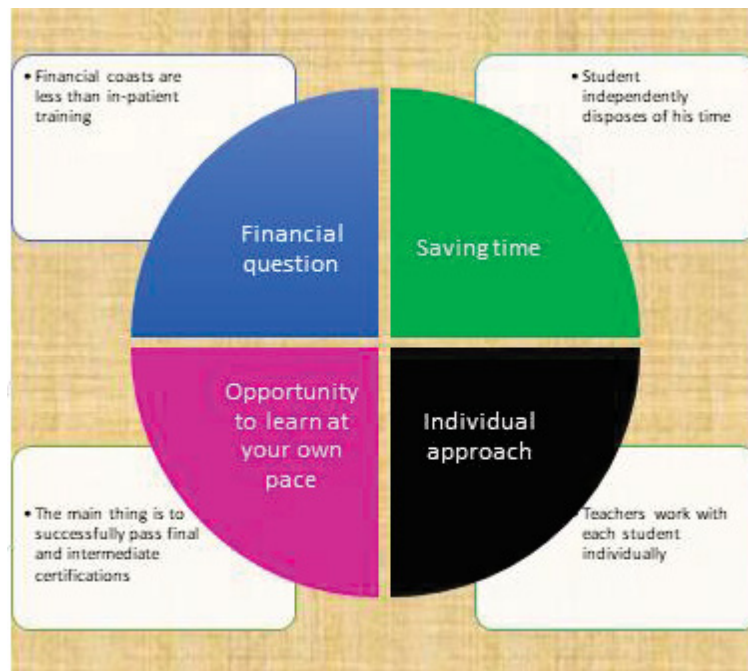 • Financial coasts are
less than in-patient
training
• Student
independently
disposes of his time
Financial
question
Saving time
Opportunity
to learn at
your own
pace
Individual
approach
• The main thing is to
successfully pass final
and intermediate
certifications
• Teachers work with
each student
individually